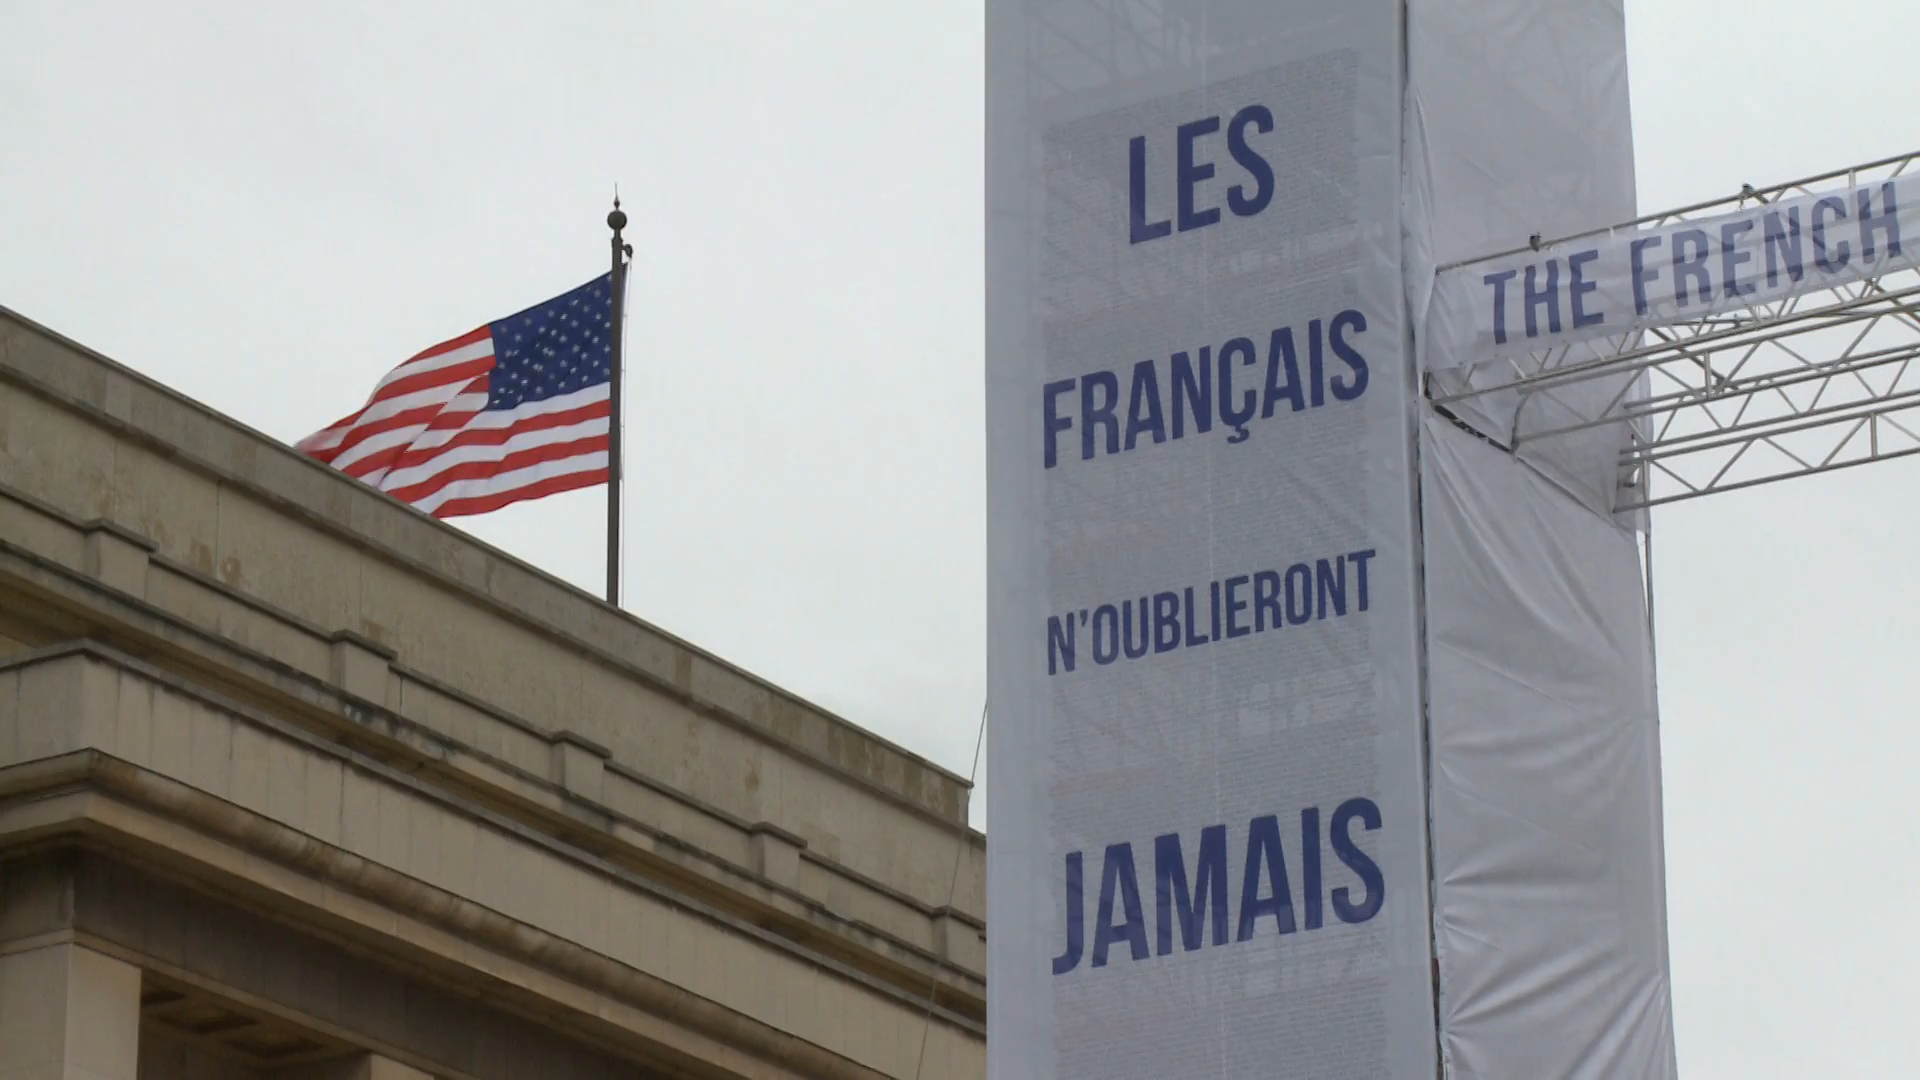 LES
FRANÇAIS
N'OUBLIERONT
JAMAIS
THE FRENCH